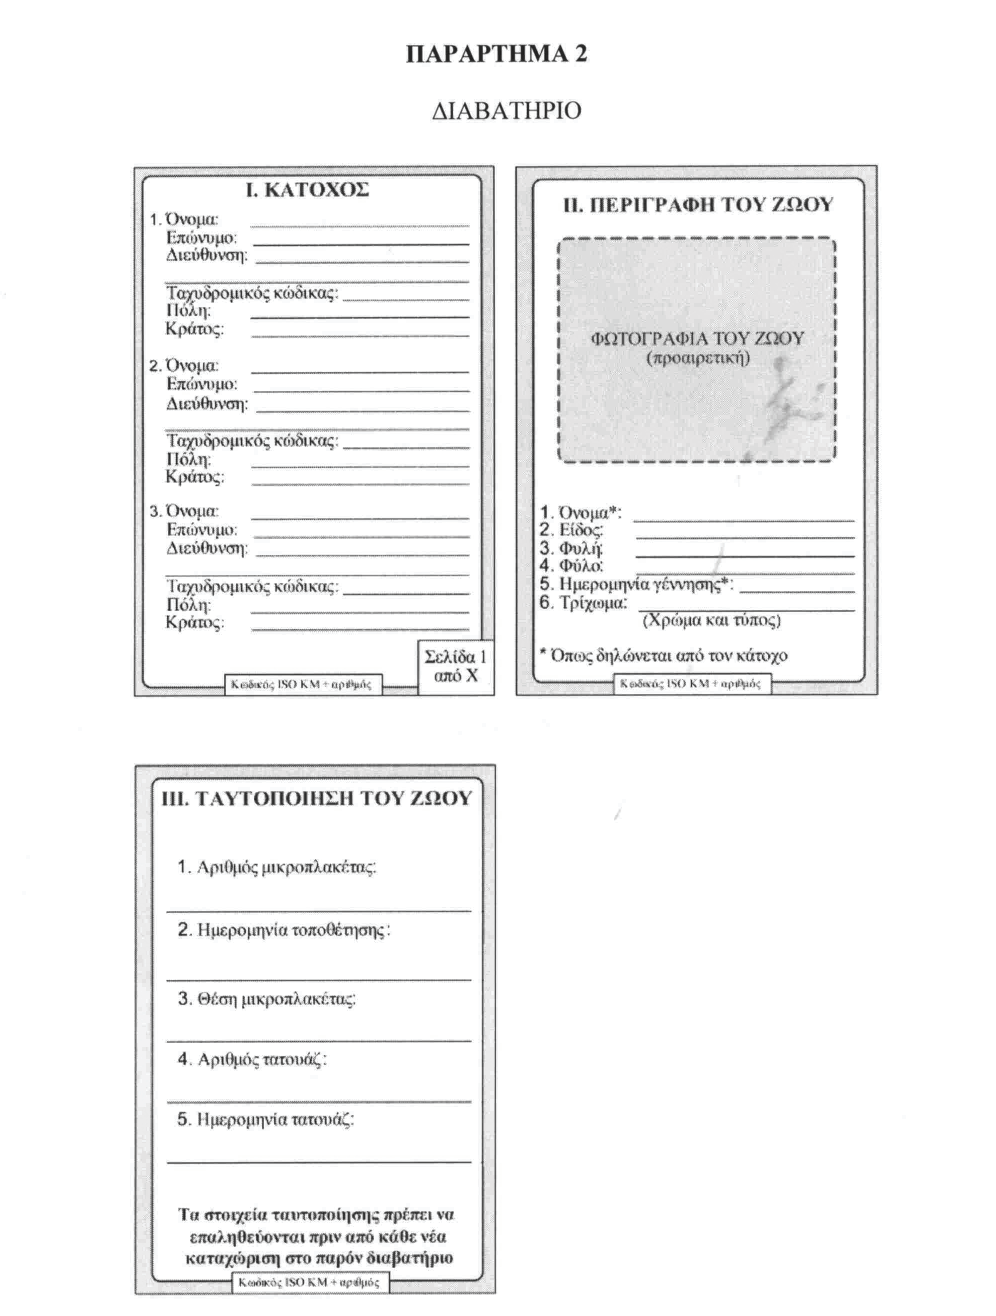 ΠΑΡΑΡΤΗΜΑ 2
ΔΙΑΒΑΤΗΡΙΟ
Ι. ΚΑΤΟΧΟΣ
1. Όνομα:
Επώνυμο:
Διεύθυνση:
Ταχυδρομικός κώδικας:
Πόλη:
Κράτος:
2. Όνομα:
Επώνυμο:
Διεύθυνση:
Ταχυδρομικός κώδικας:
Πόλη:
Κράτος:
3. Όνομα:
Επώνυμο:
Διεύθυνση:
Ταχυδρομικός κώδικας:
Πόλη:
Κράτος:
Σελίδα 1
από Χ
Κωδικός ISO ΚΜ + αριθμός
ΙΙ. ΠΕΡΙΓΡΑΦΗ ΤΟΥ ΖΩΟΥ
ΦΩΤΟΓΡΑΦΙΑ ΤΟΥ ΖΩΟΥ
(προαιρετική)
1. Όνομα*:
2. Είδος:
3. Φυλή:
4. Φύλο:
5. Ημερομηνία γέννησης*:
6. Τρίχωμα:
(Χρώμα και τύπος)
* Όπως δηλώνεται από τον κάτοχο
Κωδικός ISO ΚΜ + αριθμός
ΙΙΙ. ΤΑΥΤΟΠΟΙΗΣΗ ΤΟΥ ΖΩΟΥ
1. Αριθμός μικροπλακέτας:
2. Ημερομηνία τοποθέτησης:
3. Θέση μικροπλακέτας:
4. Αριθμός τατουάζ:
5. Ημερομηνία τατουάζ:
Τα στοιχεία ταυτοποίησης πρέπει να
επαληθεύονται πριν από κάθε νέα
καταχώριση στο παρόν διαβατήριο
Κωδικός ISO ΚΜ + αριθμός